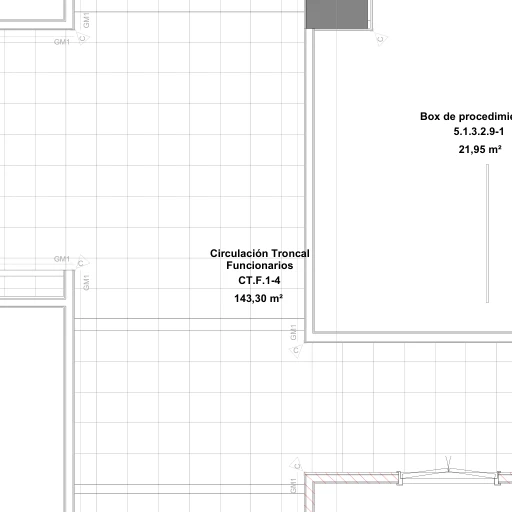 GM1
GM1
C
C
Box de procedimie
5.1.3.2.9-1
21,95 m²
Circulación Troncal
Funcionarios
CT.F.1-4
143,30 m²
GM1
C
GM1
GM1
C
C
GM1